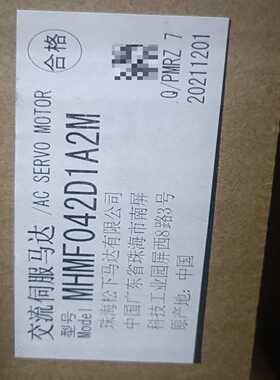 交流伺服马达 /AC SERVO MOTOR
合格
型号
Model MHMF042D1A2M
珠海松下马达有限公司
中国广东省珠海市南屏
科技工业园屏西8路3号
原产地: 中国
Q/PMRZ 7
20211201